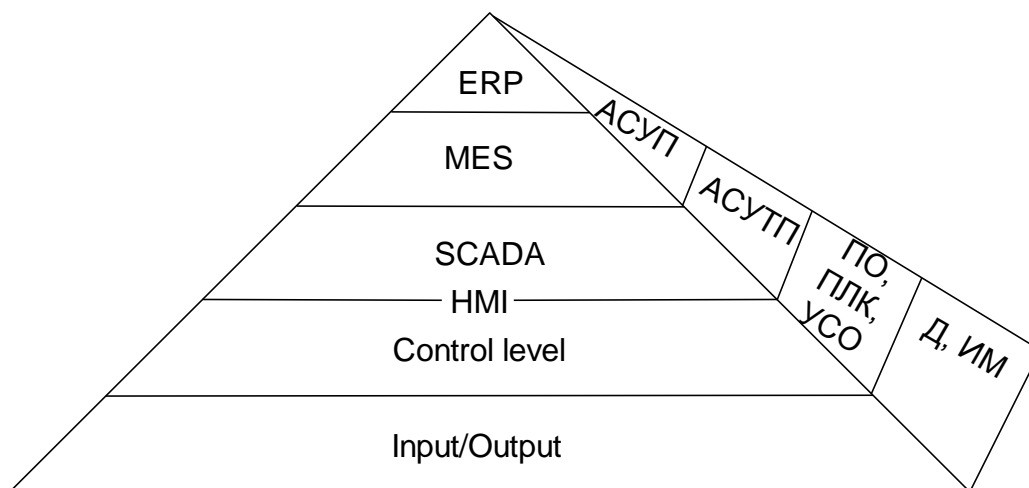 ERP
MES
SCADA
HMI
Control level
Input/Output
АСУП
АСУТП
ПО,
ПЛК,
УСО
Д, ИМ